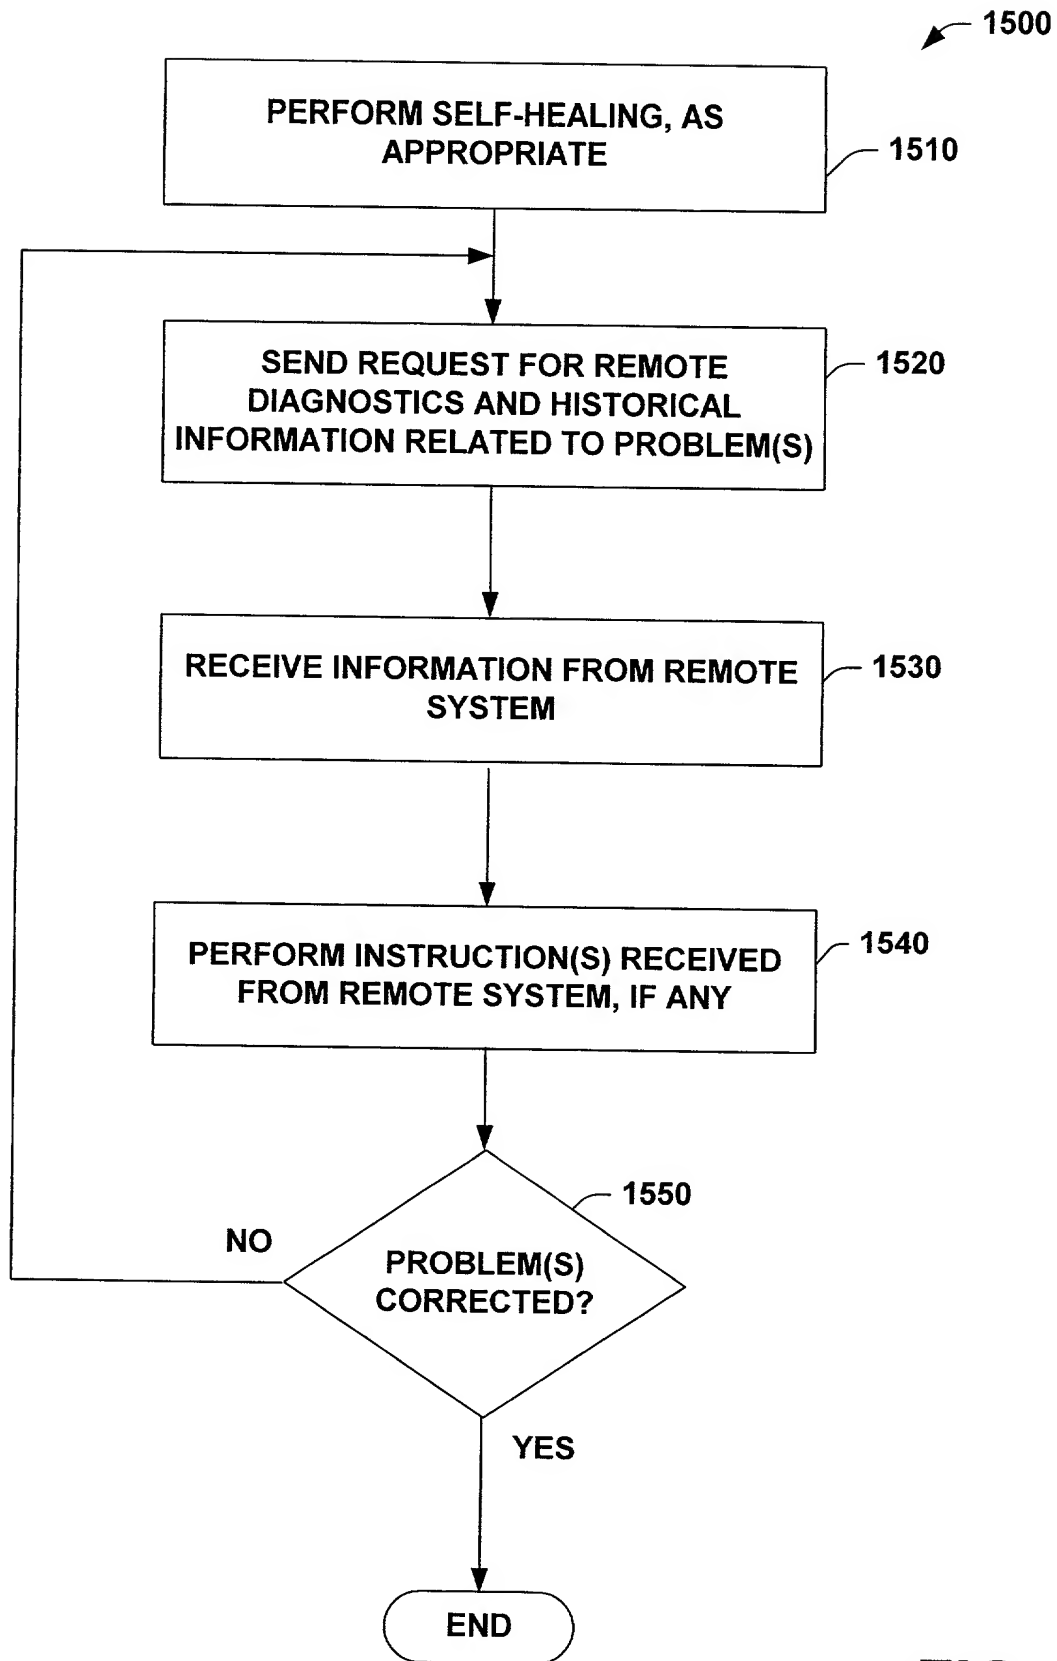 1500
PERFORM SELF-HEALING, AS
APPROPRIATE
1510
SEND REQUEST FOR REMOTE
DIAGNOSTICS AND HISTORICAL
INFORMATION RELATED TO PROBLEM(S)
1520
RECEIVE INFORMATION FROM REMOTE
SYSTEM
1530
PERFORM INSTRUCTION(S) RECEIVED
FROM REMOTE SYSTEM, IF ANY
1540
1550
NO
PROBLEM(S)
CORRECTED?
YES
END